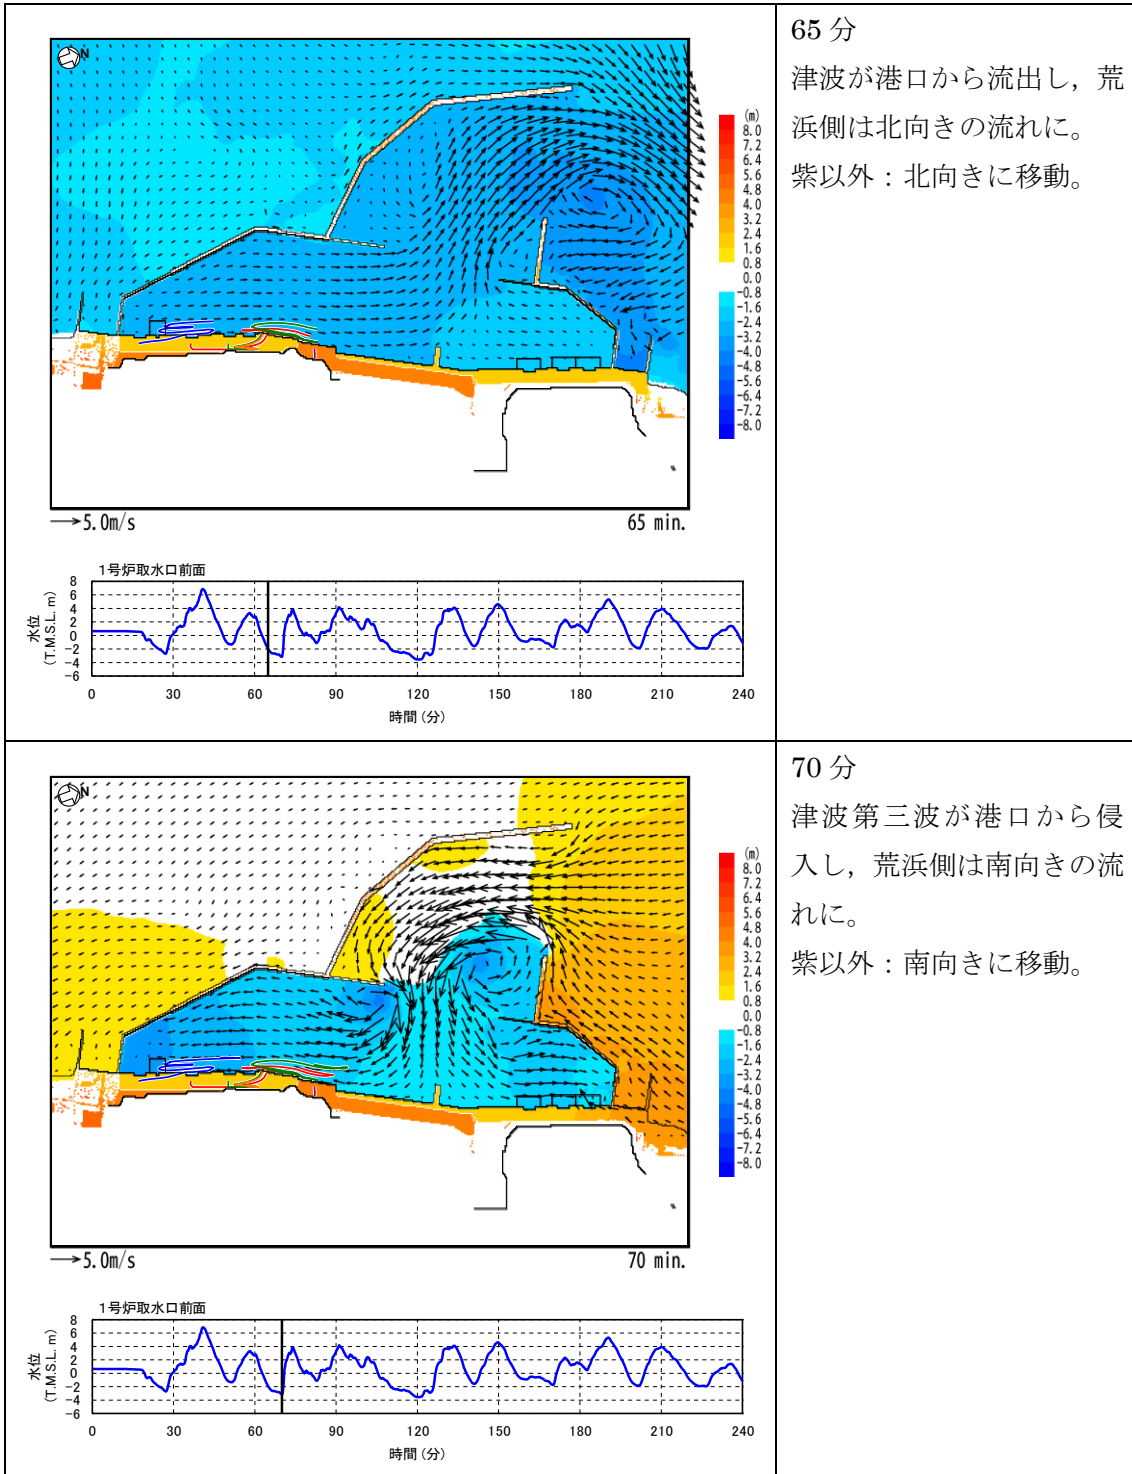 N
(m)
8.0
7.2
6.4
5.6
4.8
4.0
3.2
2.4
1.6
0.8
0.0
-0.8
-1.6
-2.4
-3.2
-4.0
-4.8
-5.6
-6.4
-7.2
-8.0
5.0m/s
65 min.
1号炉取水口前面
水位
(T.M.S.L. m)
8
6
4
2
0
-2
-4
-6
0 30 60 90 120 150 180 210 240
時間(分)
65 分
津波が港口から流出し，荒
浜側は北向きの流れに。
紫以外：北向きに移動。
N
(m)
8.0
7.2
6.4
5.6
4.8
4.0
3.2
2.4
1.6
0.8
0.0
-0.8
-1.6
-2.4
-3.2
-4.0
-4.8
-5.6
-6.4
-7.2
-8.0
5.0m/s
70 min.
1号炉取水口前面
水位
(T.M.S.L. m)
8
6
4
2
0
-2
-4
-6
0 30 60 90 120 150 180 210 240
時間(分)
70 分
津波第三波が港口から侵
入し，荒浜側は南向きの流
れに。
紫以外：南向きに移動。